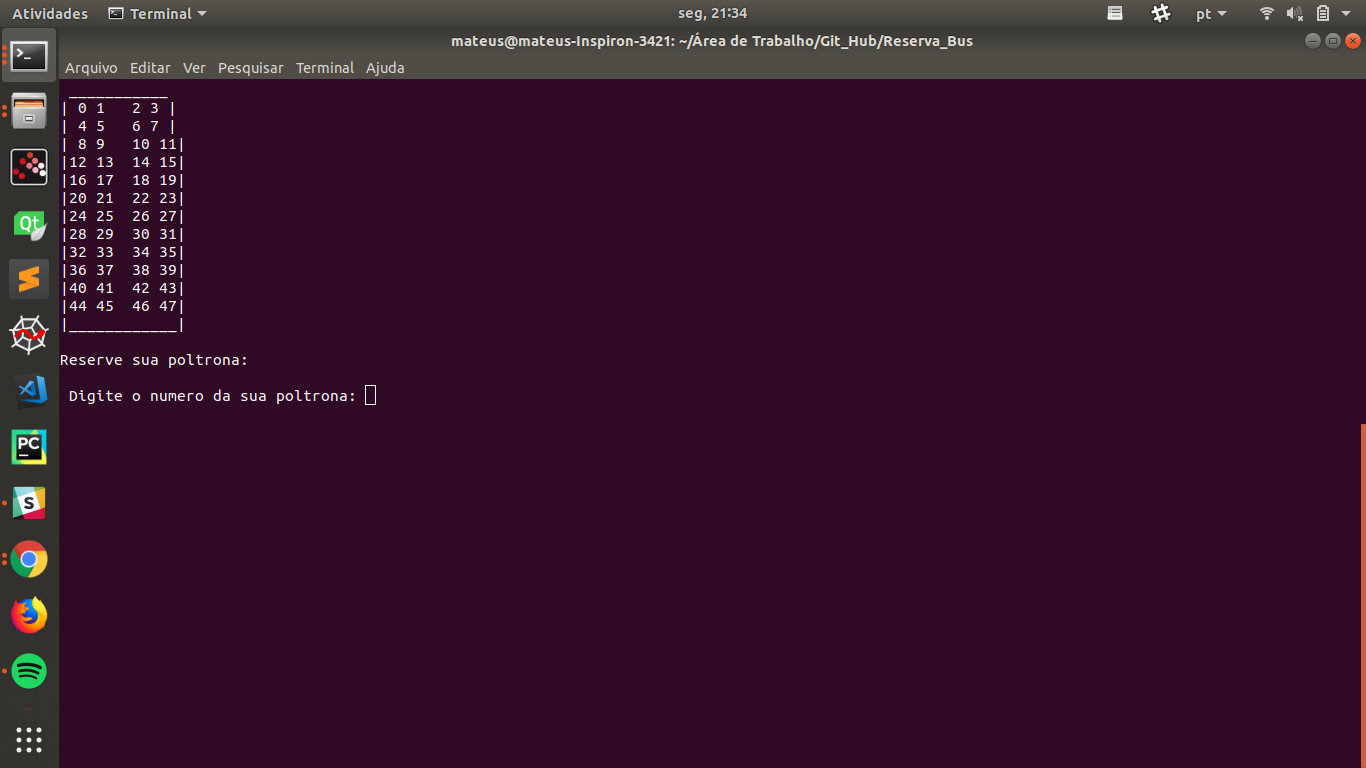 Atividades Terminal seg, 21:34 pt
mateus@mateus-Inspiron-3421: ~/Área de Trabalho/Git_Hub/Reserva_Bus
Arquivo Editar Ver Pesquisar Terminal Ajuda
 ___________
| 0 1   2 3 |
| 4 5   6 7 |
| 8 9   10 11|
|12 13  14 15|
|16 17  18 19|
|20 21  22 23|
|24 25  26 27|
|28 29  30 31|
|32 33  34 35|
|36 37  38 39|
|40 41  42 43|
|44 45  46 47|
|____________|
Reserve sua poltrona:
Digite o numero da sua poltrona:
Qt
PC
S